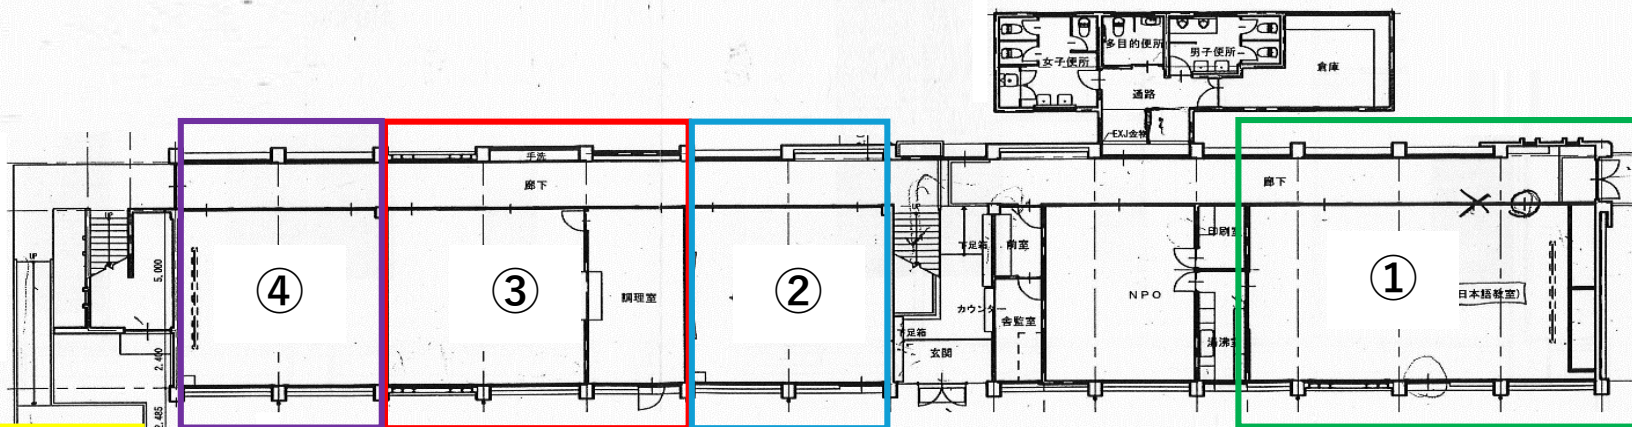 女子便所
多目的便所
男子便所
倉庫
通路
EXJ金物
手洗
廊下
廊下
UP
UP
5,000
2,400
2,485
④
③
調理室
②
下足箱
前室
カウンター
舎監室
下足箱
玄関
NPO
印刷室
湯沸室
①
日本語教室)